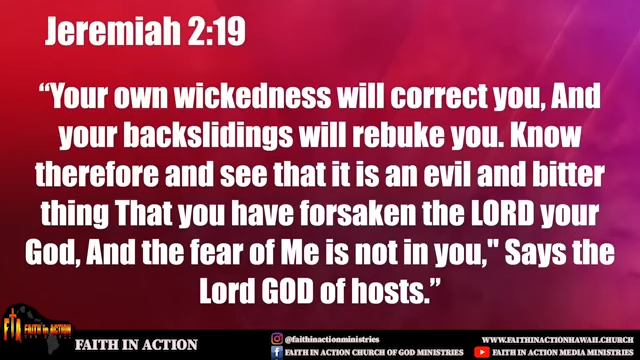 Jeremiah 2:19
“Your own wickedness will correct you, And
your backslidings will rebuke you. Know
therefore and see that it is an evil and bitter
thing That you have forsaken the LORD your
God, And the fear of Me is not in you," Says the
Lord GOD of hosts.”
FIA FAITH in ACTION
FAITH IN ACTION
@faithinactionministries
FAITH IN ACTION CHURCH OF GOD MINISTRIES
WWW.FAITHINACTIONHAWAII.CHURCH
FAITH IN ACTION MEDIA MINISTRIES